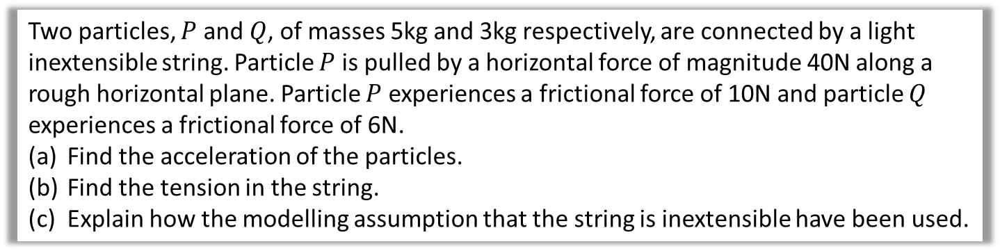 Two particles, P and Q, of masses 5kg and 3kg respectively, are connected by a light
inextensible string. Particle P is pulled by a horizontal force of magnitude 40N along a
rough horizontal plane. Particle P experiences a frictional force of 10N and particle Q
experiences a frictional force of 6N.
(a) Find the acceleration of the particles.
(b) Find the tension in the string.
(c) Explain how the modelling assumption that the string is inextensible have been used.